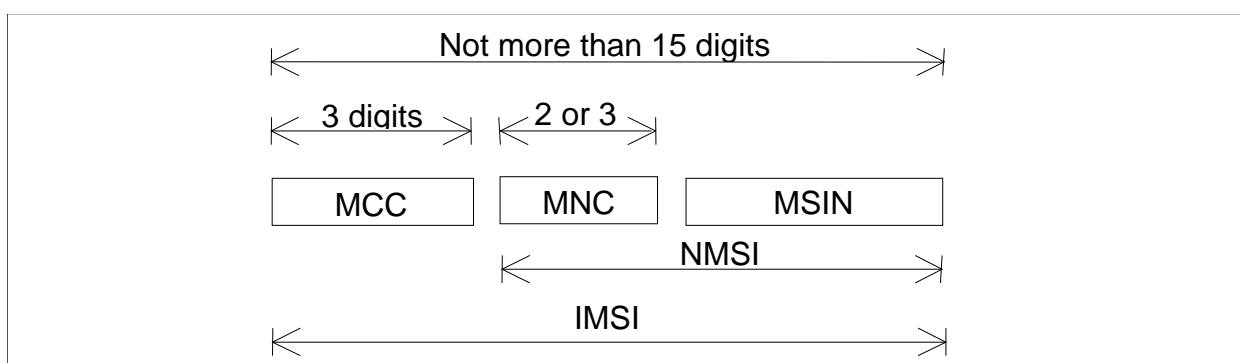 Not more than 15 digits
3 digits 2 or 3
MCC MNC MSIN
NMSI
IMSI